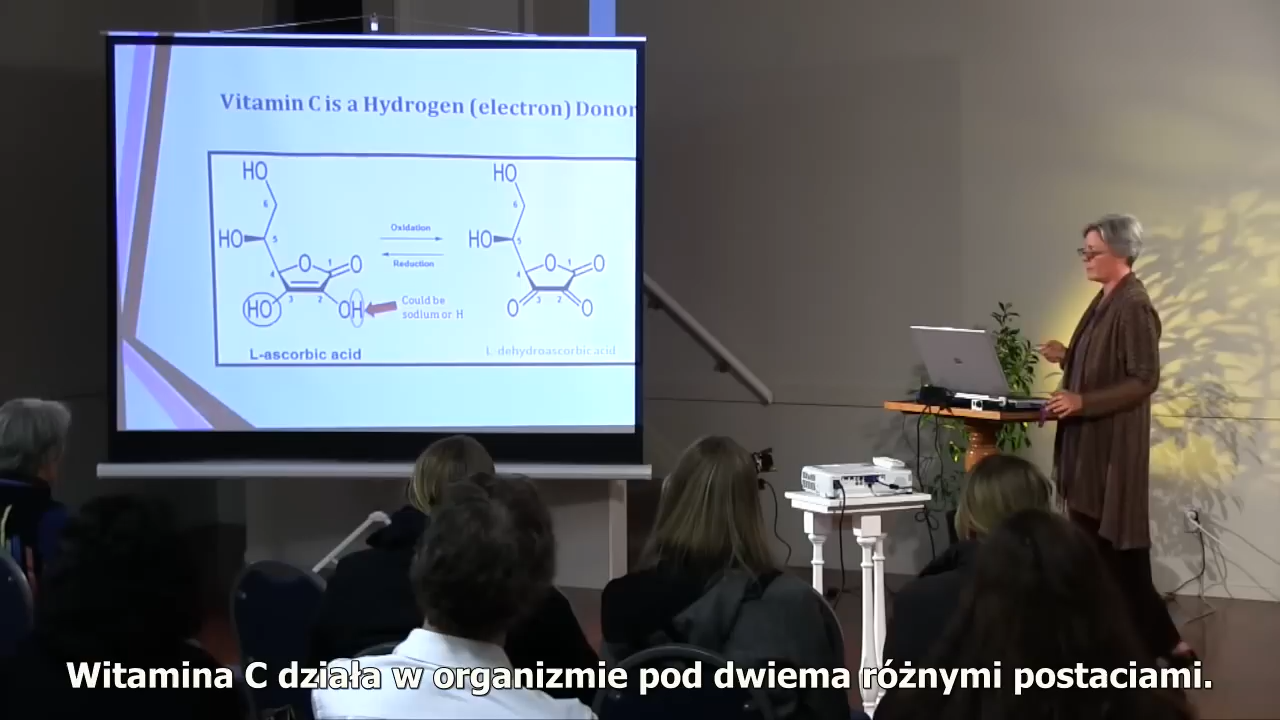 Vitamin C is a Hydrogen (electron) Donor
HO
HO
6
6
HO
5
HO
5
Oxidation
Reduction
O
1
O
O
1
O
4
4
HO
3
2
OH
O
3
2
O
Could be
sodium or H
L-ascorbic acid
L-dehydroascorbic acid
Witamina C działa w organizmie pod dwiema różnymi postaciami.